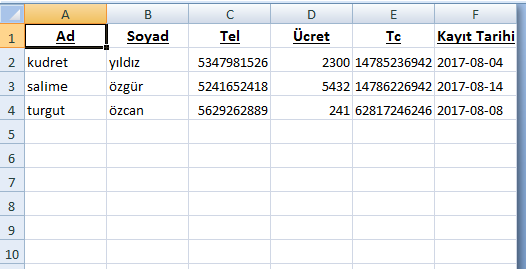 A B C D E F
1 Ad Soyad Tel Ücret Tc Kayıt Tarihi
2 kudret yıldız 5347981526 2300 14785236942 2017-08-04
3 salime özgür 5241652418 5432 14786226942 2017-08-14
4 turgut özcan 5629262889 241 62817246246 2017-08-08
5
6
7
8
9
10